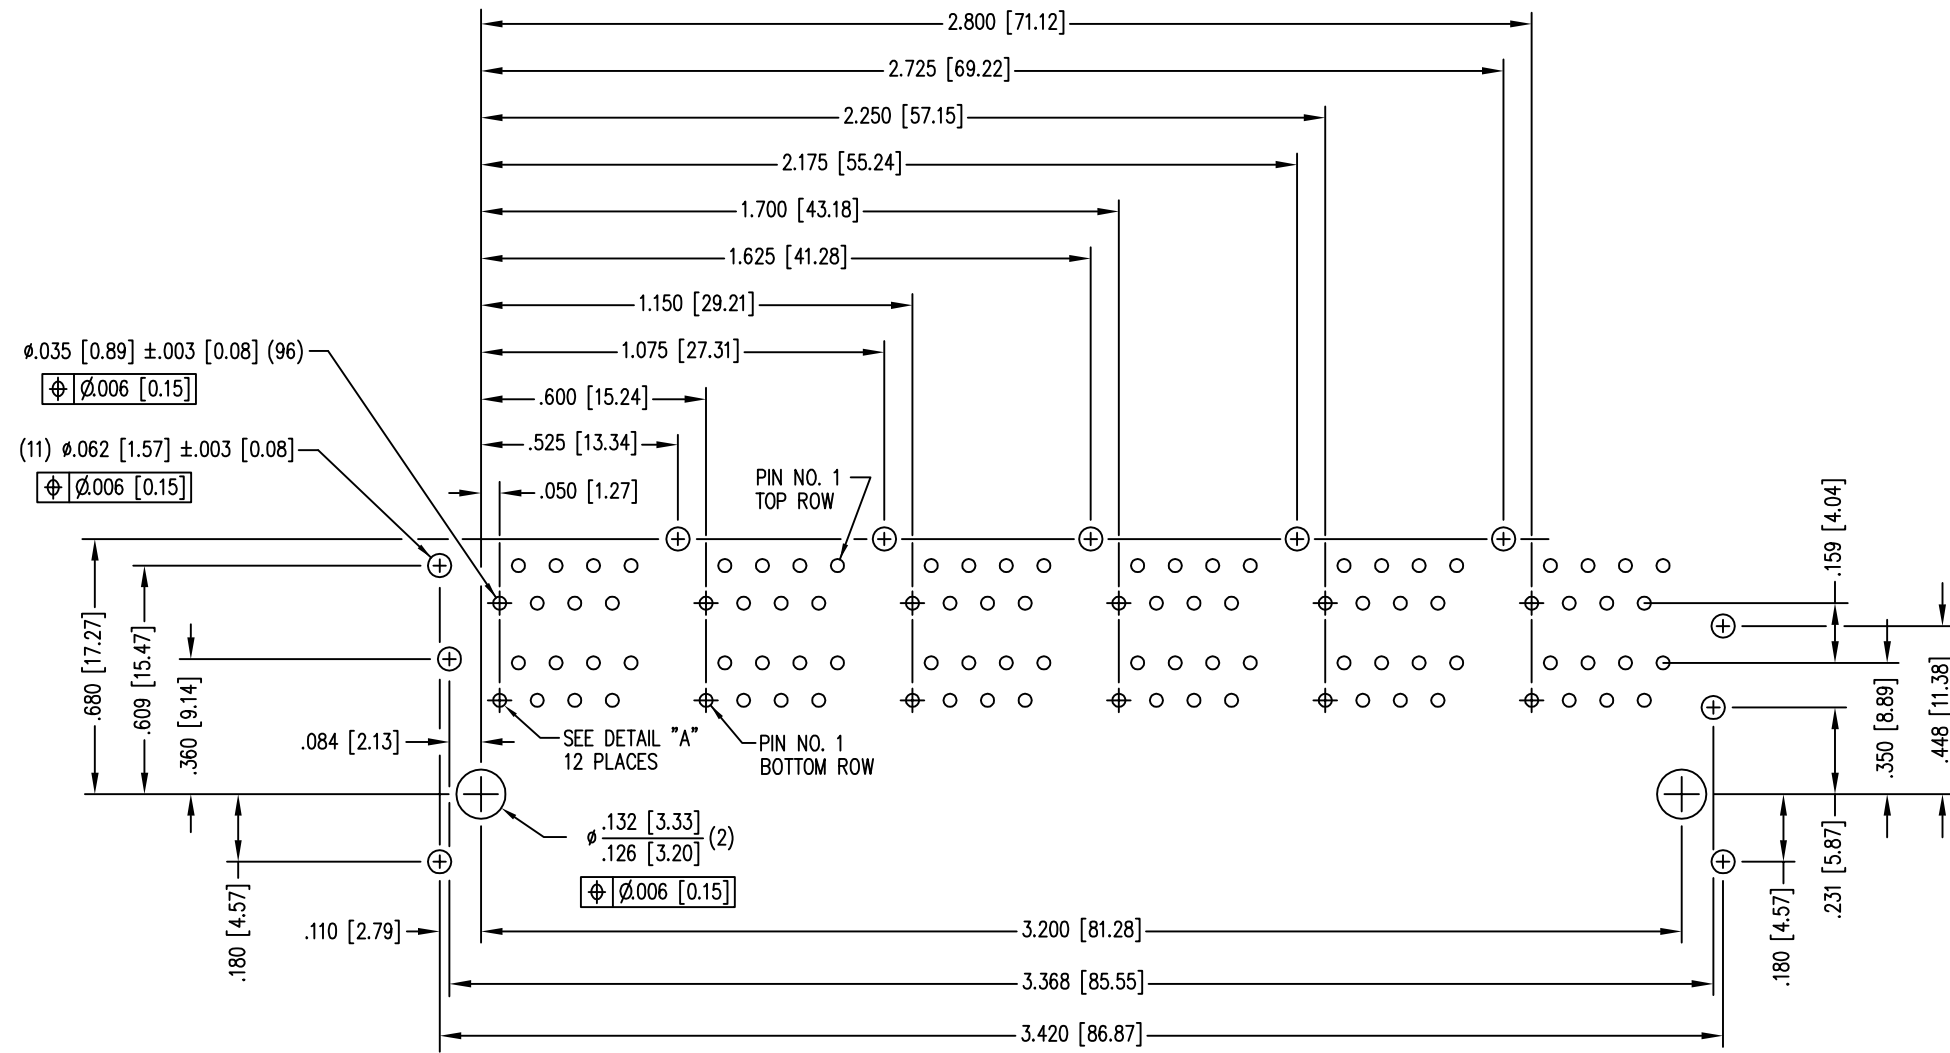 2.800 [71.12]
2.725 [69.22]
2.250 [57.15]
2.175 [55.24]
1.700 [43.18]
1.625 [41.28]
1.150 [29.21]
⌀.035 [0.89] ±.003 [0.08] (96)
1.075 [27.31]
⌖ ⌀.006 [0.15]
.600 [15.24]
(11) ⌀.062 [1.57] ±.003 [0.08]
.525 [13.34]
⌖ ⌀.006 [0.15]
.050 [1.27]
PIN NO. 1
TOP ROW
.159 [4.04]
.680 [17.27]
.609 [15.47]
.360 [9.14]
.084 [2.13]
SEE DETAIL "A"
12 PLACES
PIN NO. 1
BOTTOM ROW
.350 [8.89]
.448 [11.38]
⌀ .132 [3.33]
.126 [3.20] (2)
⌖ ⌀.006 [0.15]
.231 [5.87]
.180 [4.57]
.180 [4.57]
.110 [2.79]
3.200 [81.28]
3.368 [85.55]
3.420 [86.87]